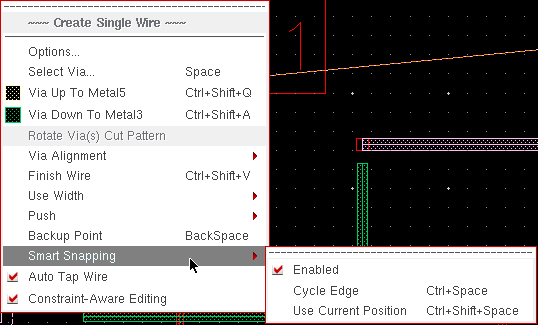 ~~~ Create Single Wire ~~~
Options...
Select Via... Space
Via Up To Metal5 Ctrl+Shift+Q
Via Down To Metal3 Ctrl+Shift+A
Rotate Via(s) Cut Pattern
Via Alignment
Finish Wire Ctrl+Shift+V
Use Width
Push
Backup Point BackSpace
Smart Snapping
Auto Tap Wire
Constraint-Aware Editing
1
Enabled
Cycle Edge Ctrl+Space
Use Current Position Ctrl+Shift+Space